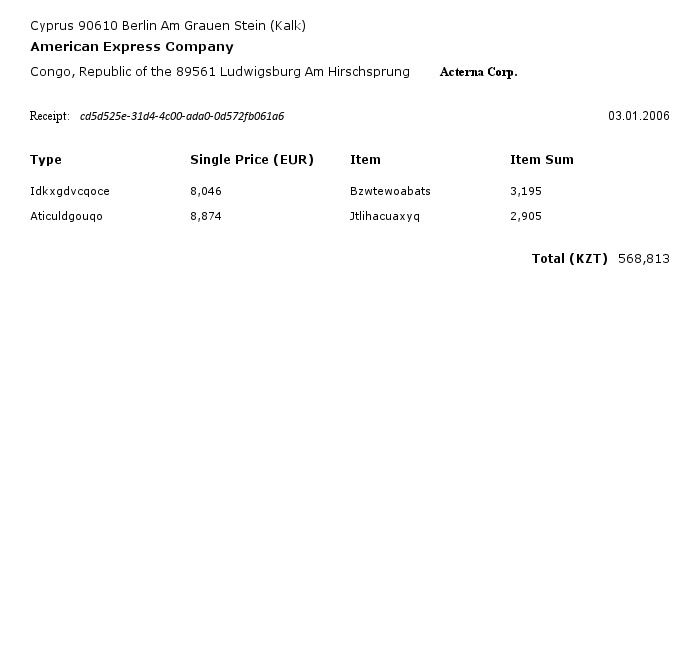 Cyprus 90610 Berlin Am Grauen Stein (Kalk)
American Express Company
Congo, Republic of the 89561 Ludwigsburg Am Hirschsprung Acterna Corp.
Receipt: cd5d525e-31d4-4c00-ada0-0d572fb061a6 03.01.2006
Type Single Price (EUR) Item Item Sum
Idkxgdvcqoce 8,046 Bzwtewoabats 3,195
Aticuldgouqo 8,874 Jtlihacuaxyq 2,905
Total (KZT) 568,813